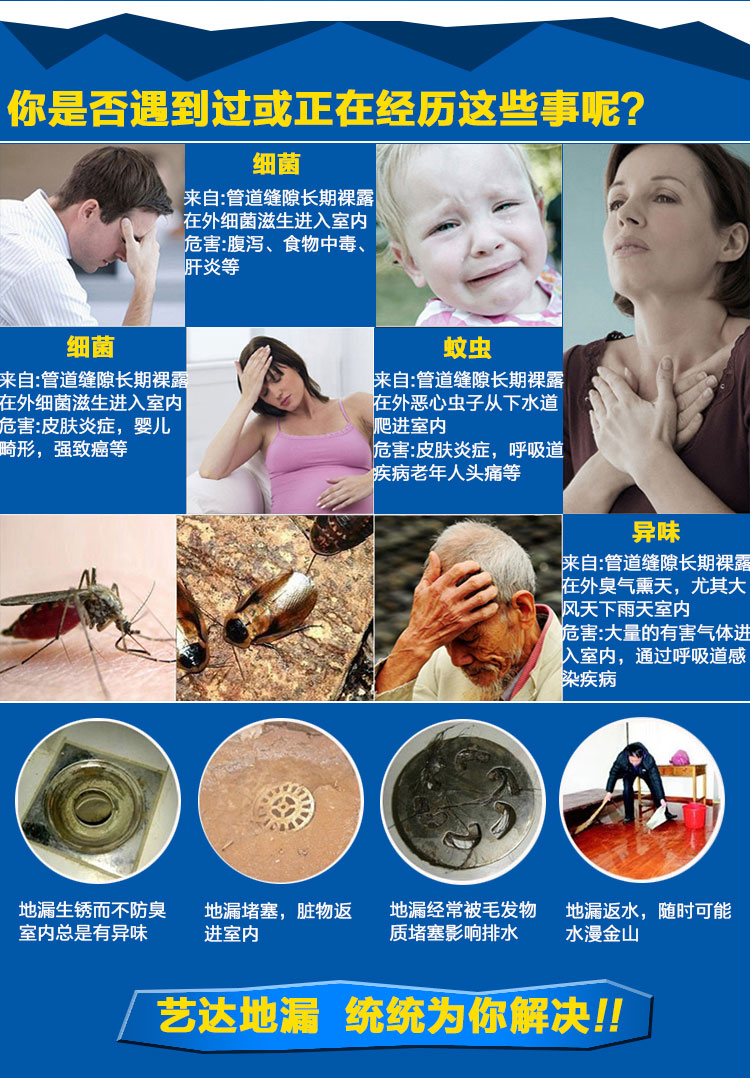 你是否遇到过或正在经历这些事呢?
细菌
来自:管道缝隙长期裸露
在外细菌滋生进入室内
危害:腹泻、食物中毒、
肝炎等
细菌
来自:管道缝隙长期裸露
在外细菌滋生进入室内
危害:皮肤炎症，婴儿
畸形，强致癌等
蚊虫
来自:管道缝隙长期裸露
在外恶心虫子从下水道
爬进室内
危害:皮肤炎症，呼吸道
疾病老年人头痛等
异味
来自:管道缝隙长期裸露
在外臭气熏天，尤其大
风天下雨天室内
危害:大量的有害气体进
入室内，通过呼吸道感
染疾病
地漏生锈而不防臭
室内总是有异味
地漏堵塞，脏物返
进室内
地漏经常被毛发物
质堵塞影响排水
地漏返水，随时可能
水漫金山
艺达地漏 统统为你解决!!